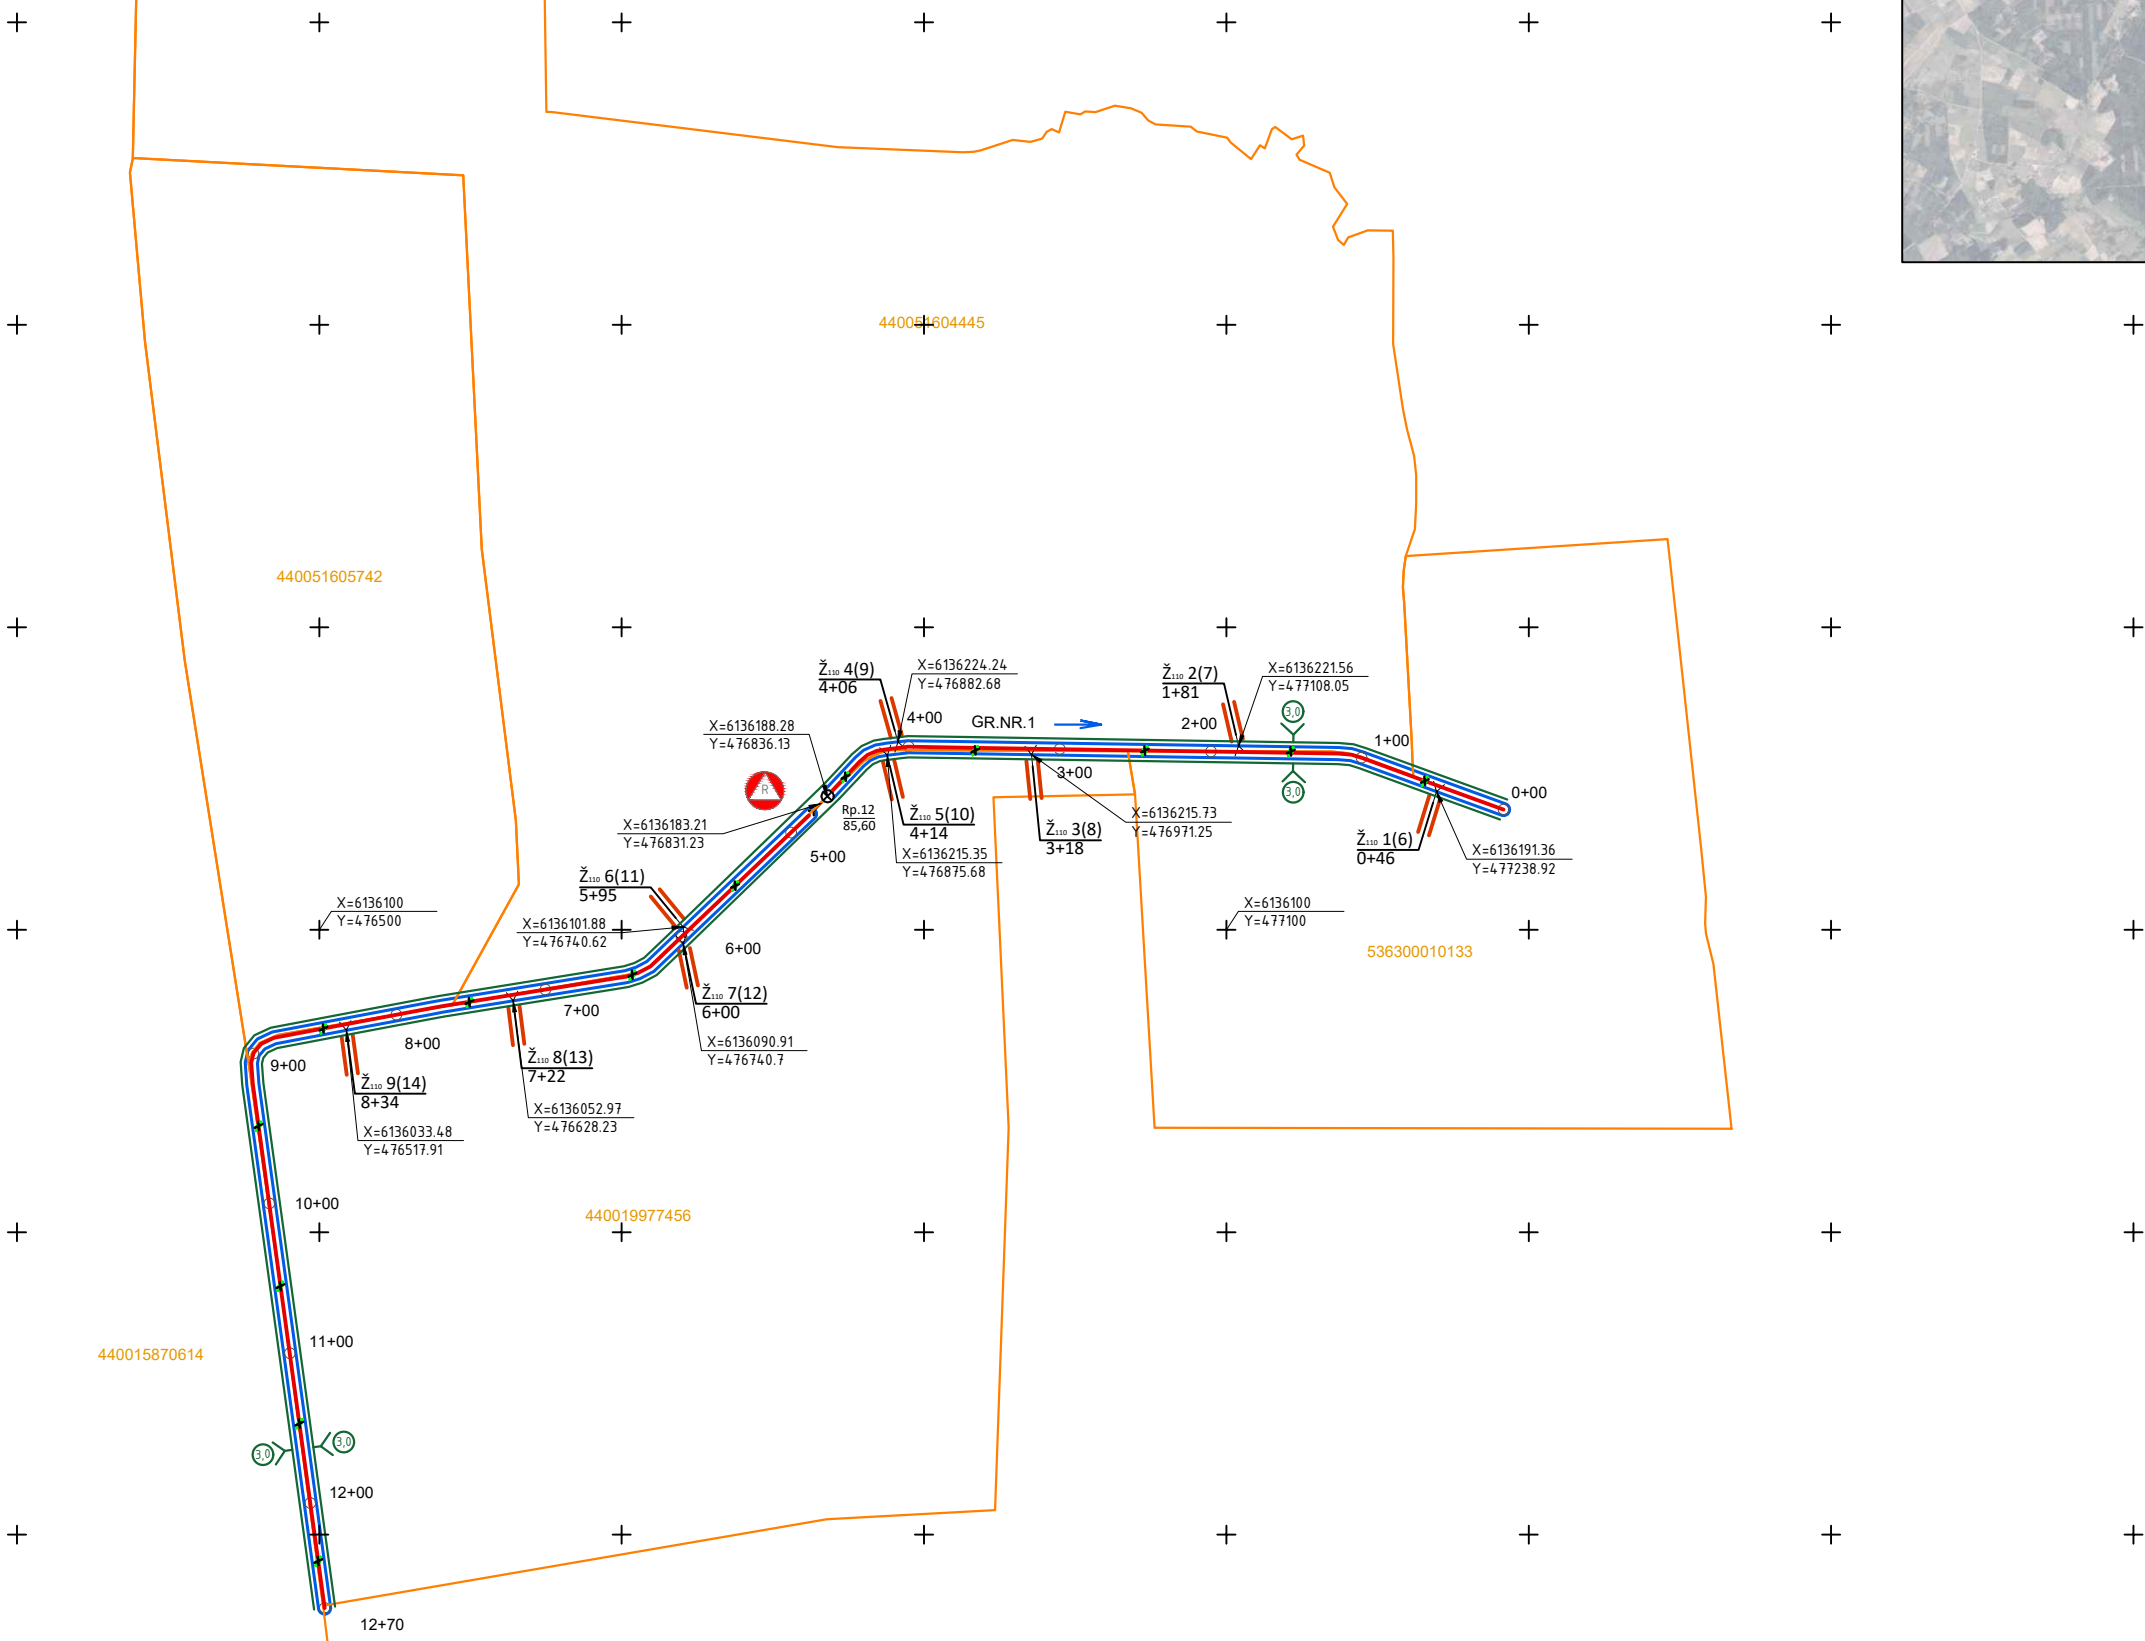 440051604445
440051605742
Ž110 4(9)
4+06
X=6136224.24
Y=476882.68
Ž110 2(7)
1+81
X=6136221.56
Y=477108.05
3,0
4+00
GR.NR.1
2+00
1+00
X=6136188.28
Y=476836.13
R
3+00
3,0
0+00
Rp.12
85,60
Ž110 5(10)
4+14
X=6136215.73
Y=476971.25
X=6136183.21
Y=476831.23
Ž110 3(8)
3+18
Ž110 1(6)
0+46
X=6136191.36
Y=477238.92
5+00
X=6136215.35
Y=476875.68
Ž110 6(11)
5+95
X=6136100
Y=476500
X=6136100
Y=477100
X=6136101.88
Y=476740.62
6+00
536300010133
Ž110 7(12)
6+00
7+00
X=6136090.91
Y=476740.7
8+00
Ž110 8(13)
7+22
9+00
Ž110 9(14)
8+34
X=6136052.97
Y=476628.23
X=6136033.48
Y=476517.91
10+00
440019977456
11+00
440015870614
3,0
3,0
12+00
12+70